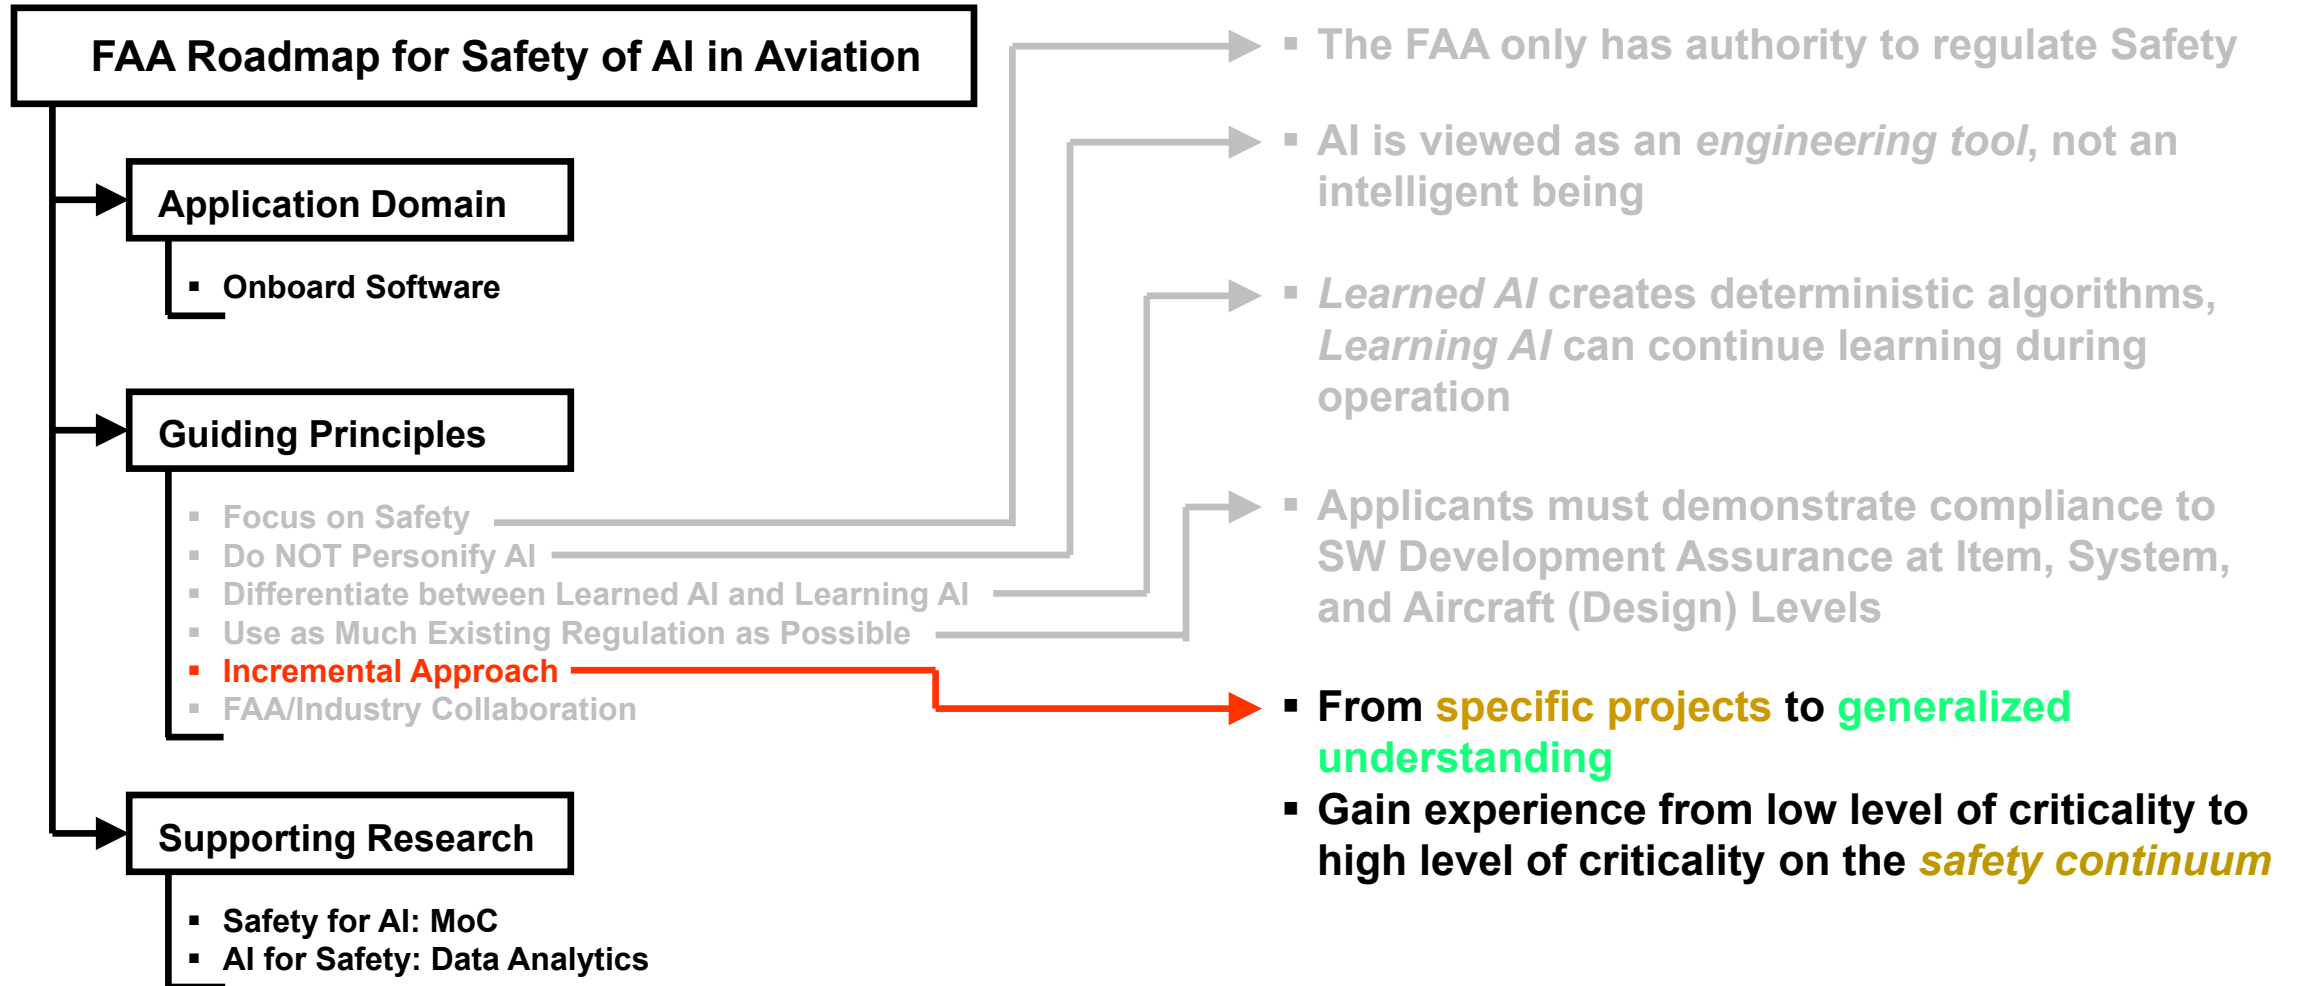 FAA Roadmap for Safety of AI in Aviation
Application Domain
▪ Onboard Software
Guiding Principles
▪ Focus on Safety
▪ Do NOT Personify AI
▪ Differentiate between Learned AI and Learning AI
▪ Use as Much Existing Regulation as Possible
▪ Incremental Approach
▪ FAA/Industry Collaboration
Supporting Research
▪ Safety for AI: MoC
▪ AI for Safety: Data Analytics
▪ The FAA only has authority to regulate Safety
▪ AI is viewed as an engineering tool, not an
intelligent being
▪ Learned AI creates deterministic algorithms,
Learning AI can continue learning during
operation
▪ Applicants must demonstrate compliance to
SW Development Assurance at Item, System,
and Aircraft (Design) Levels
▪ From specific projects to generalized
understanding
▪ Gain experience from low level of criticality to
high level of criticality on the safety continuum